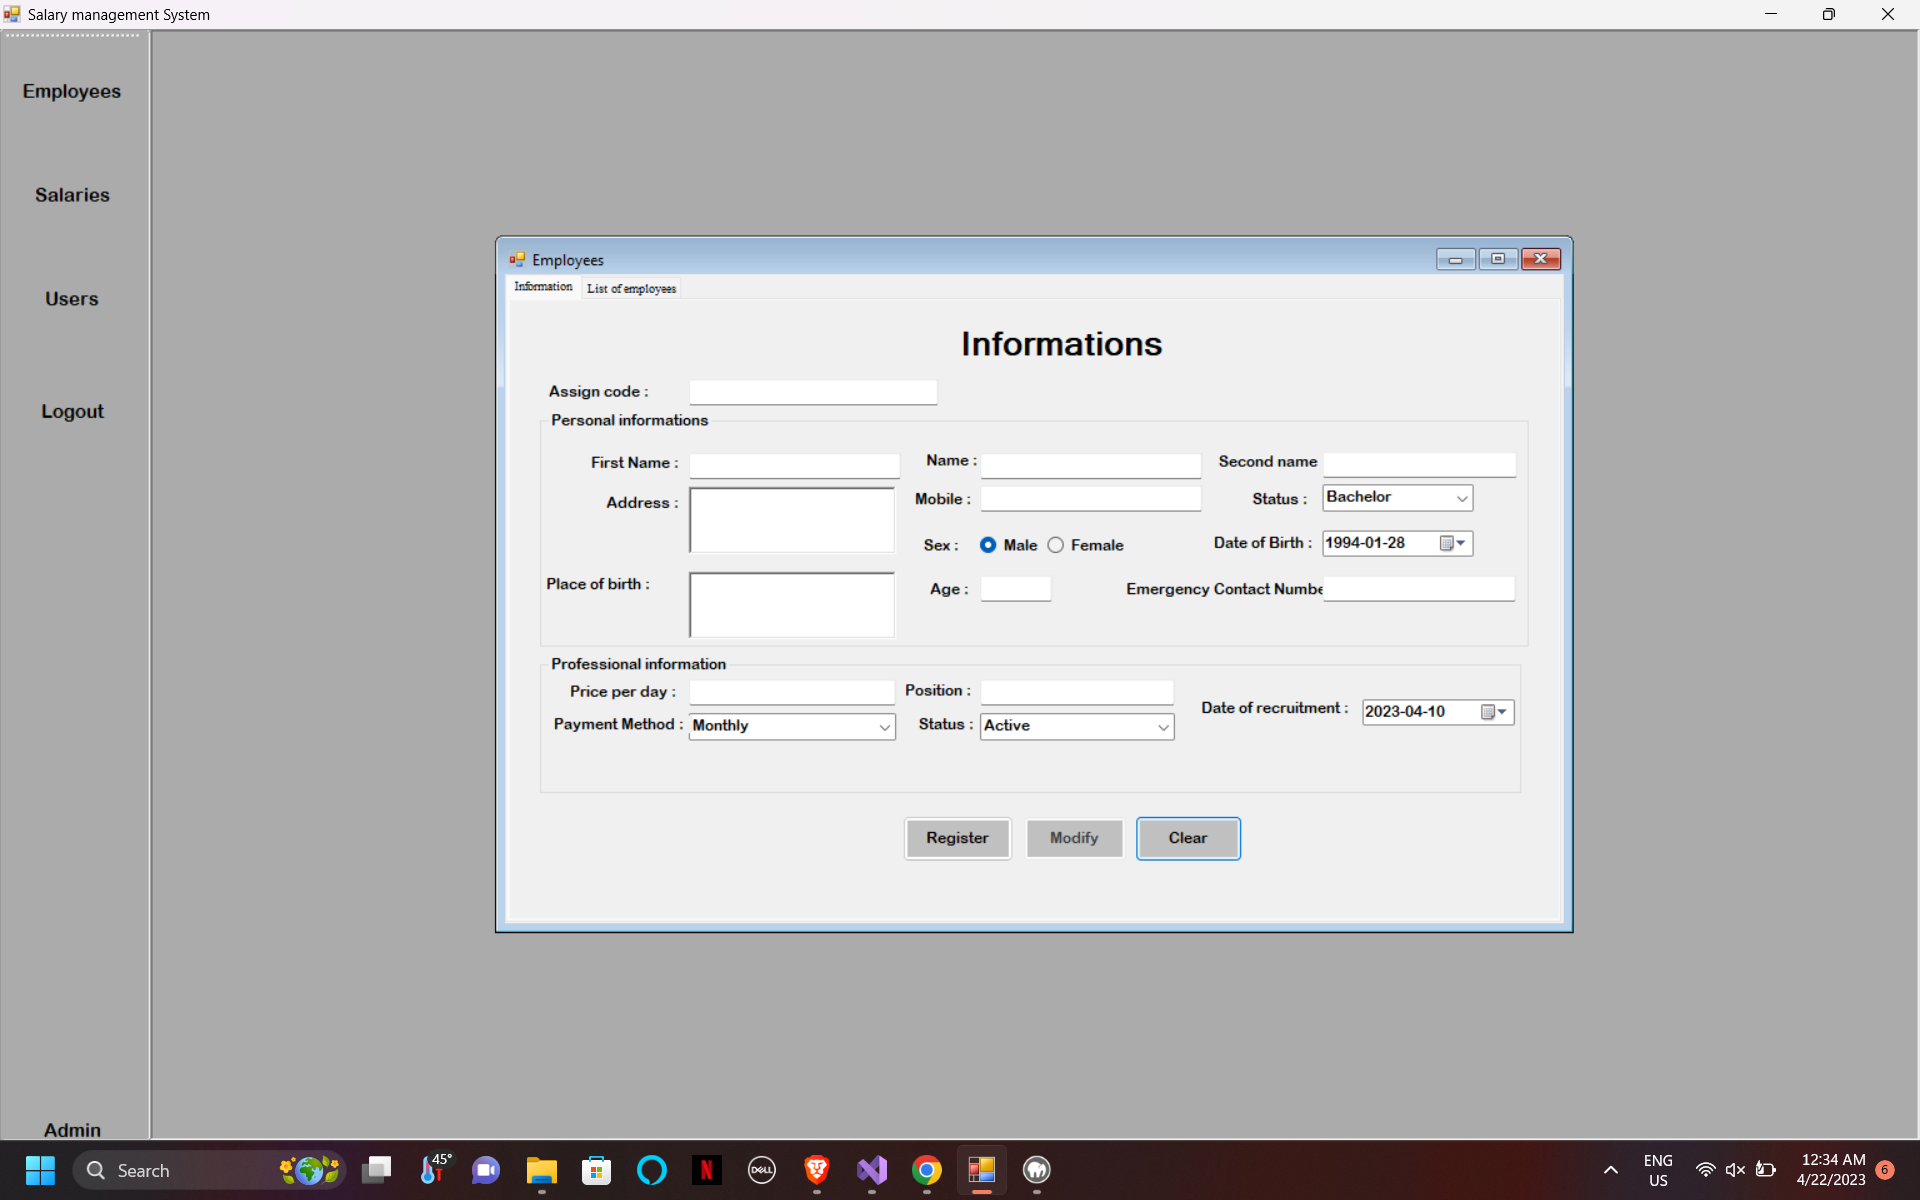 Salary management System
Employees
Salaries
Users
Logout
Admin
Employees
Information List of employees
Informations
Assign code :
Personal informations
First Name : Name : Second name
Address : Mobile : Status : Bachelor
Sex : Male Female Date of Birth : 1994-01-28
Place of birth : Age : Emergency Contact Numbe
Professional information
Price per day : Position :
Date of recruitment : 2023-04-10
Payment Method : Monthly Status : Active
Register Modify Clear
Search 45° N DELL ENG 12:34 AM 6
US 4/22/2023